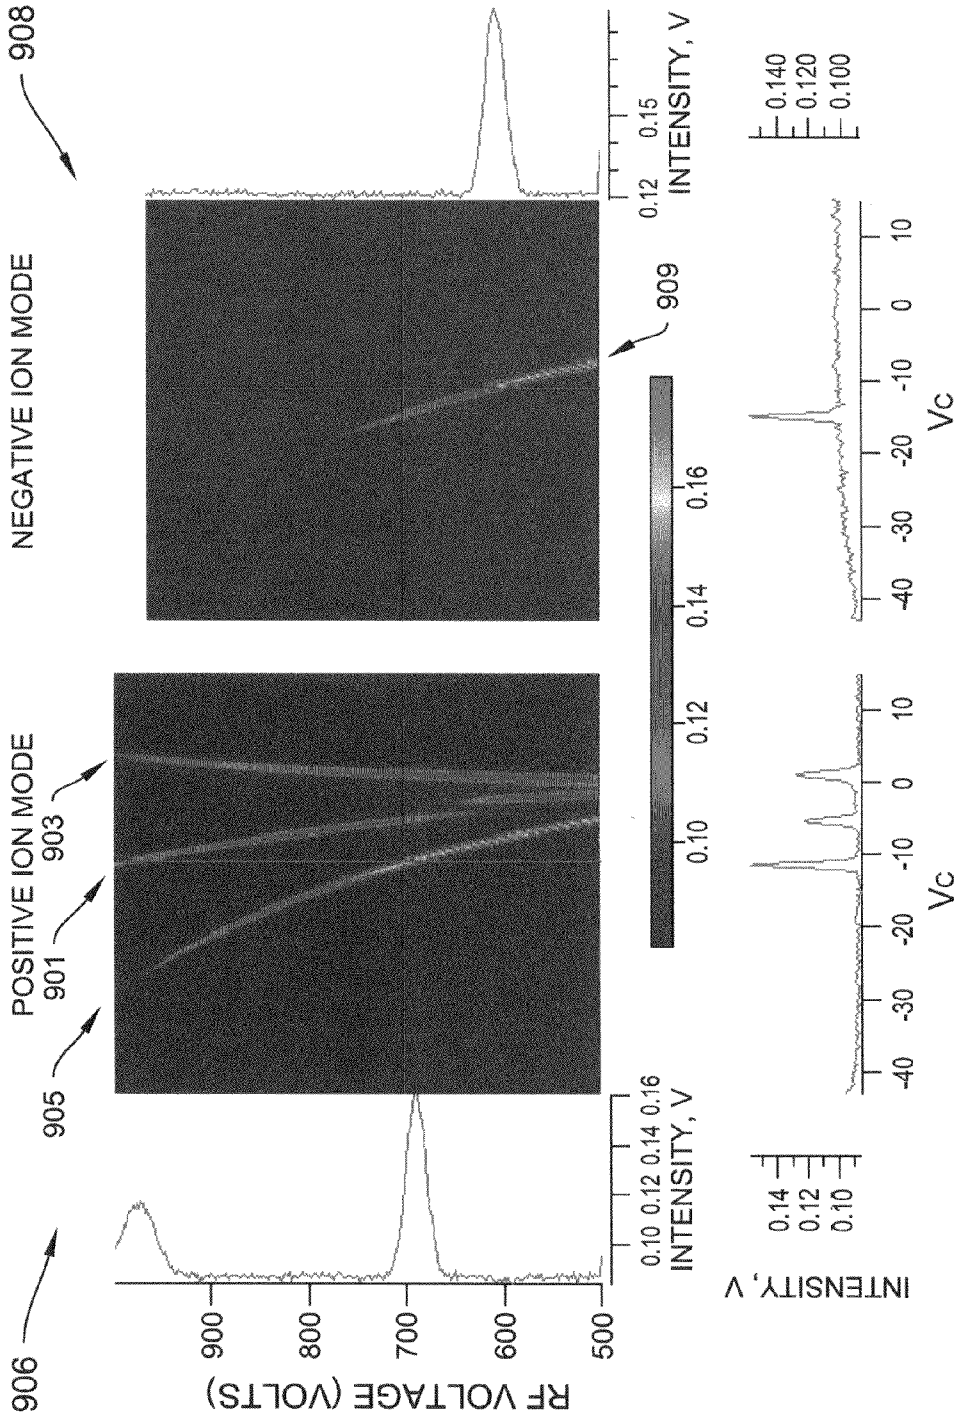 906
908
POSITIVE ION MODE
NEGATIVE ION MODE
905
901
903
909
RF VOLTAGE (VOLTS)
900
800
700
600
500
0.10 0.12 0.14 0.16
INTENSITY, V
0.12 0.15
INTENSITY, V
0.10 0.12 0.14 0.16
INTENSITY, V
0.14
0.12
0.10
-40 -30 -20 -10 0 10
Vc
-40 -30 -20 -10 0 10
Vc
0.140
0.120
0.100